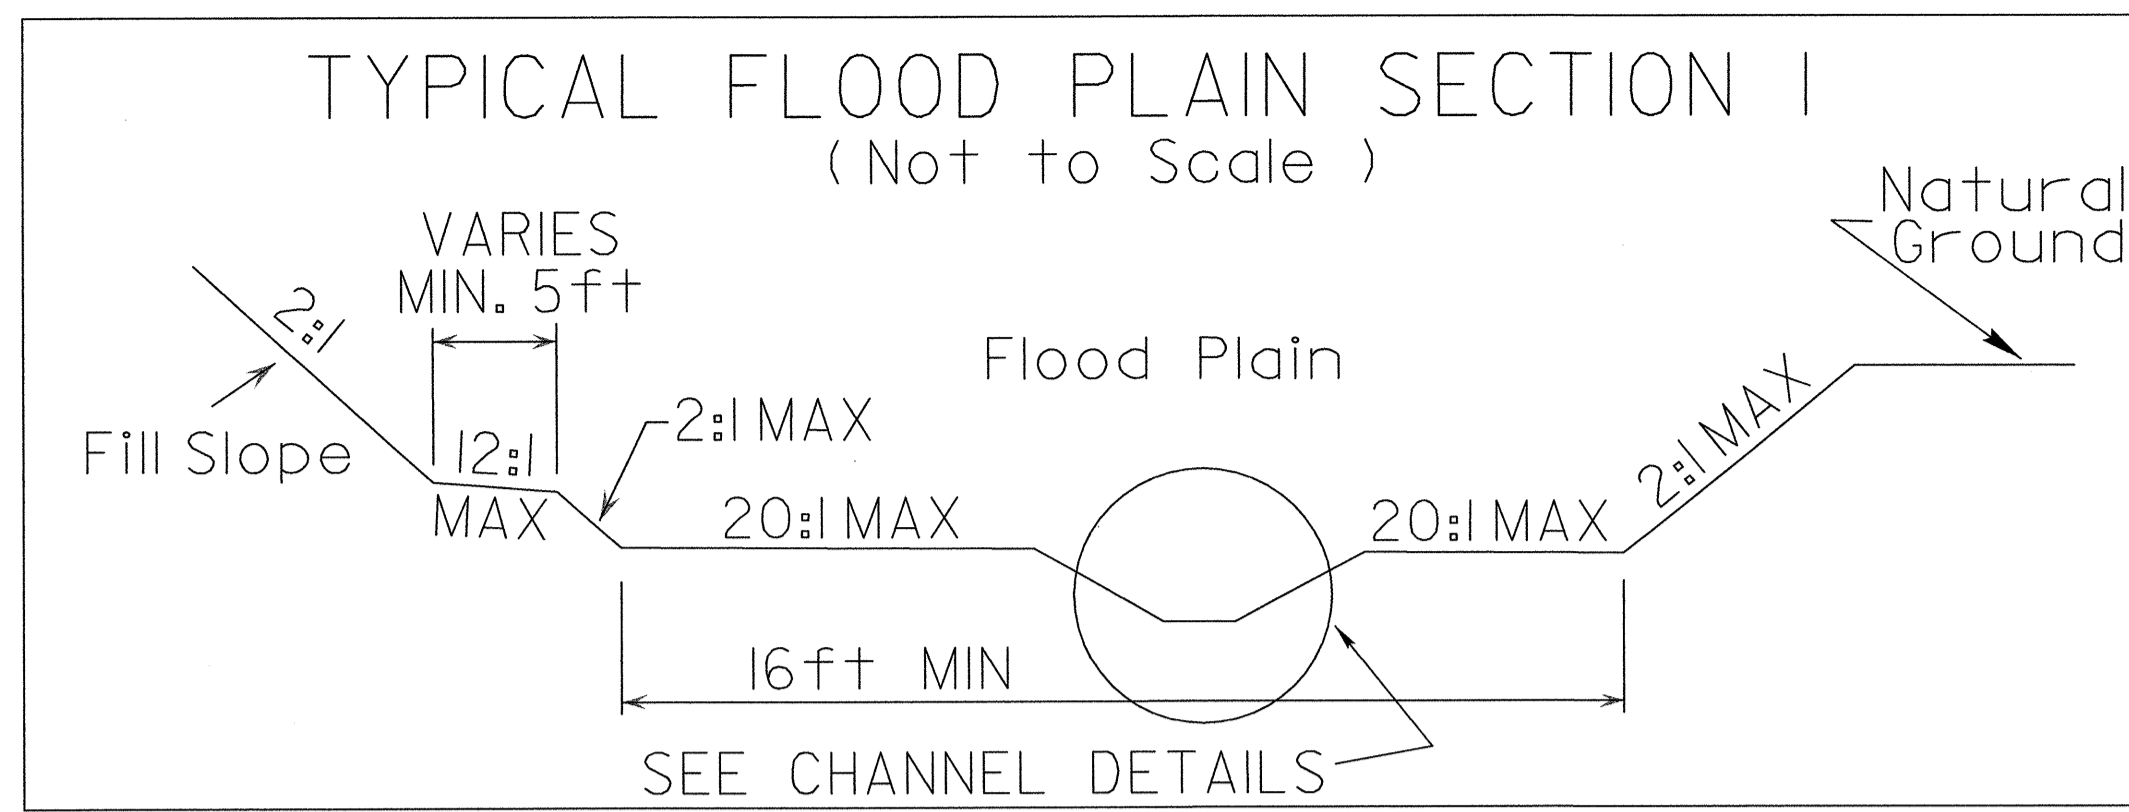 TYPICAL FLOOD PLAIN SECTION I
( Not to Scale )
Natural
Ground
VARIES
MIN. 5ft
2:1
Flood Plain
2:1 MAX
2:1 MAX
Fill Slope
12:1
MAX
20:1 MAX
20:1 MAX
16ft MIN
SEE CHANNEL DETAILS